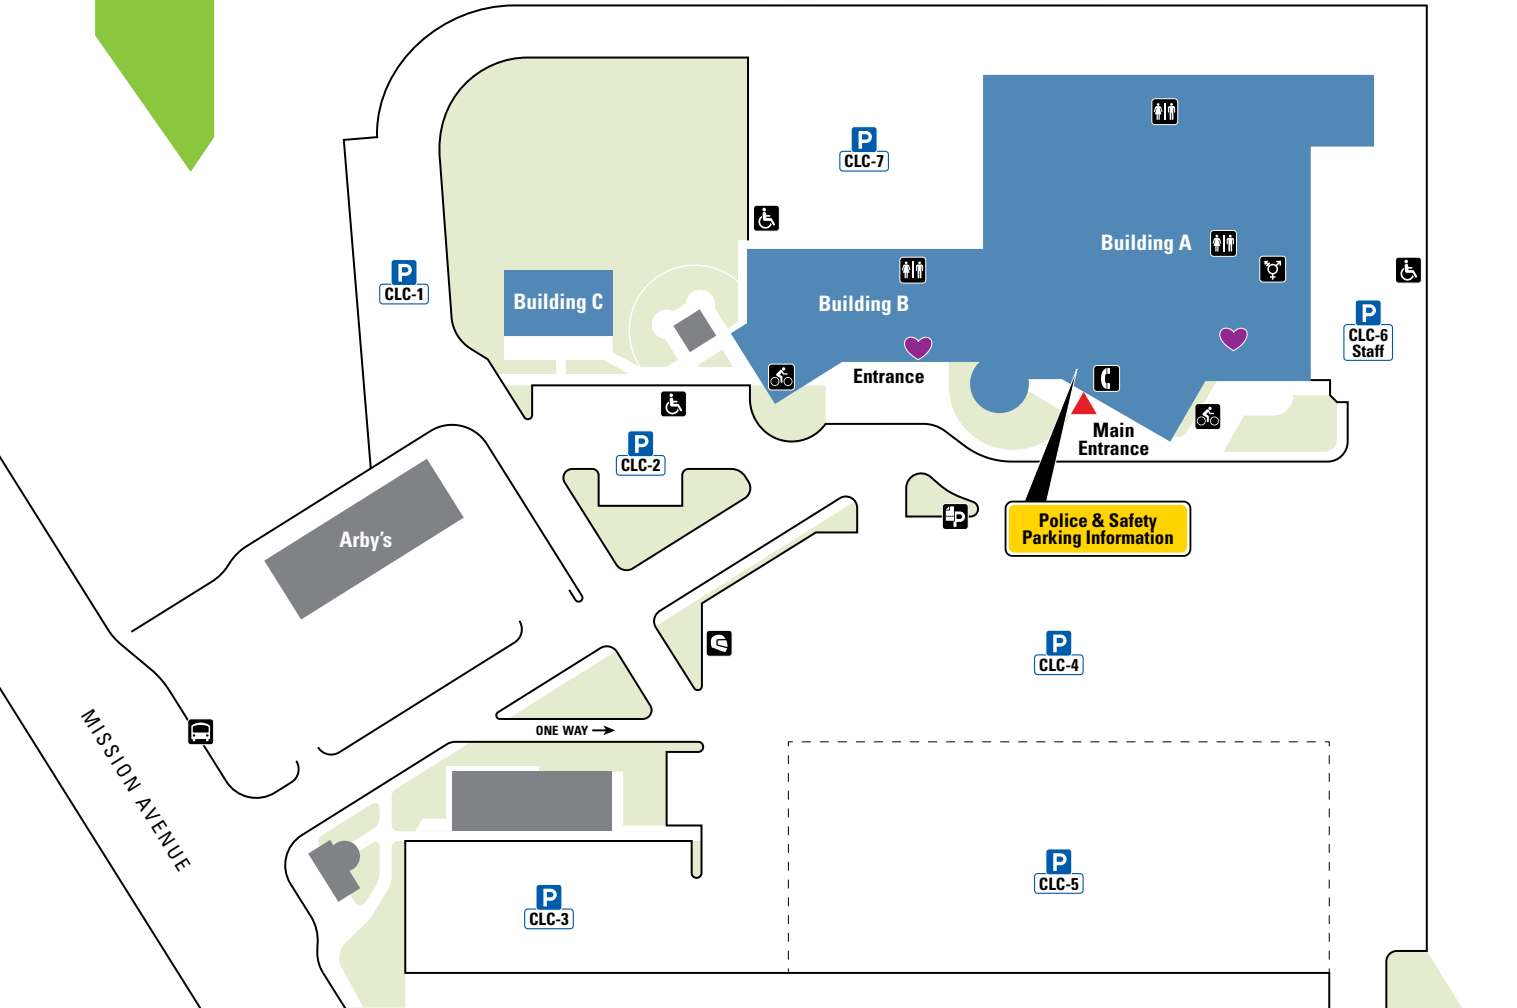 P
CLC-7
Building A
P
CLC-1
Building C
Building B
P
CLC-6
Staff
Entrance
Main
Entrance
P
CLC-2
P
Police & Safety
Parking Information
Arby's
P
CLC-4
ONE WAY
MISSION AVENUE
P
CLC-5
P
CLC-3